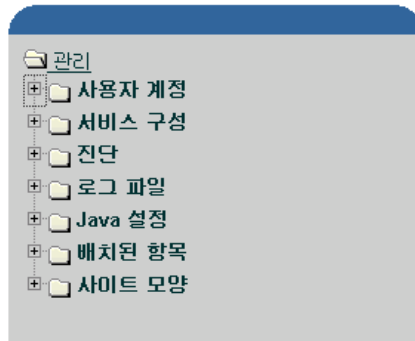 관리
사용자 계정
서비스 구성
진단
로그 파일
Java 설정
배치된 항목
사이트 모양